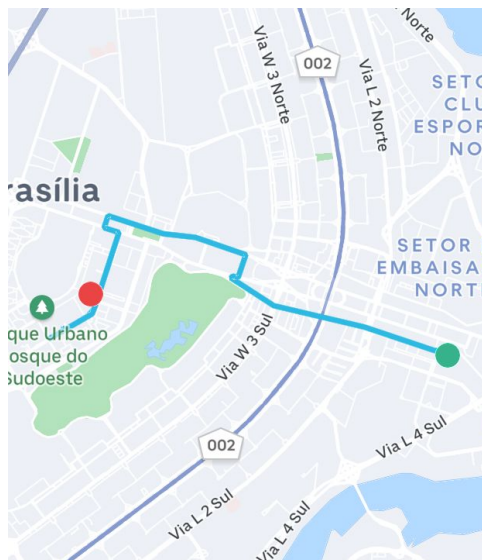 Norte
Via W 3 Norte
002
Via L 2 Norte
SETO
CLU
ESPOR
NO
rasília
SETOR
EMBAISA
NORTE
que Urbano
osque do
Sudoeste
Via W 3 Sul
002
Via L 4 Sul
Via L 2 Sul
Via L 4 Sul